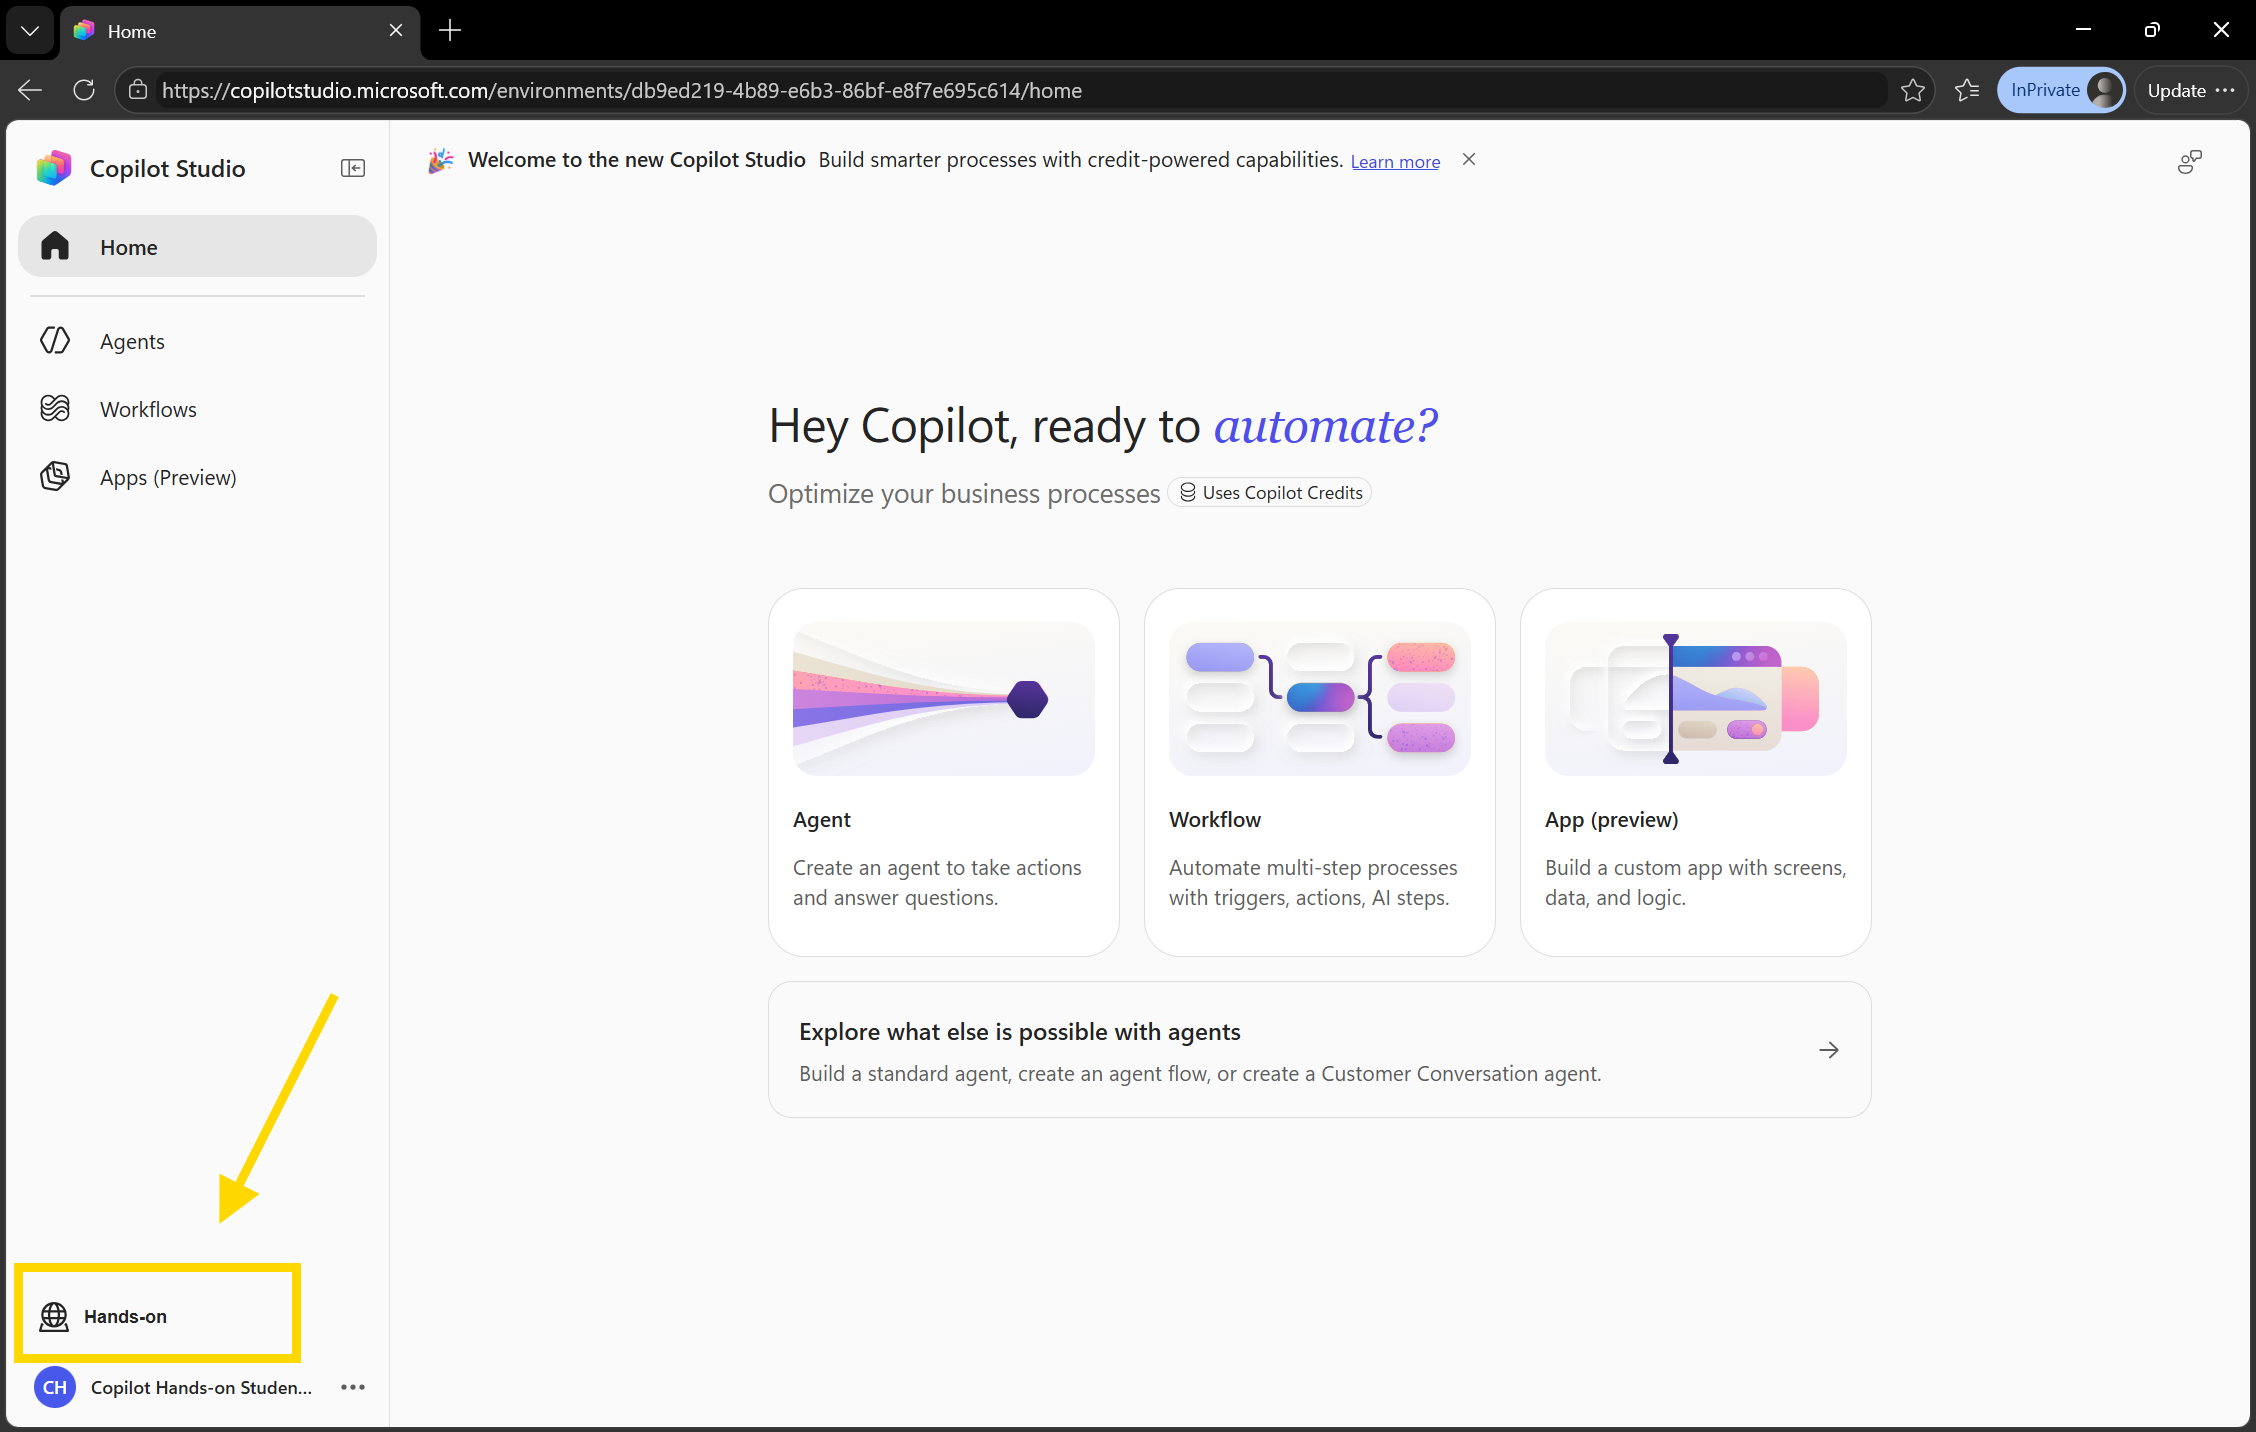 Home
https://copilotstudio.microsoft.com/environments/db9ed219-4b89-e6b3-86bf-e8f7e695c614/home
InPrivate
Update
Copilot Studio
Welcome to the new Copilot Studio Build smarter processes with credit-powered capabilities. Learn more
Home
Agents
Workflows
Apps (Preview)
Hey Copilot, ready to automate?
Optimize your business processes Uses Copilot Credits
Agent
Create an agent to take actions
and answer questions.
Workflow
Automate multi-step processes
with triggers, actions, AI steps.
App (preview)
Build a custom app with screens,
data, and logic.
Explore what else is possible with agents
Build a standard agent, create an agent flow, or create a Customer Conversation agent.
Hands-on
CH Copilot Hands-on Studen...